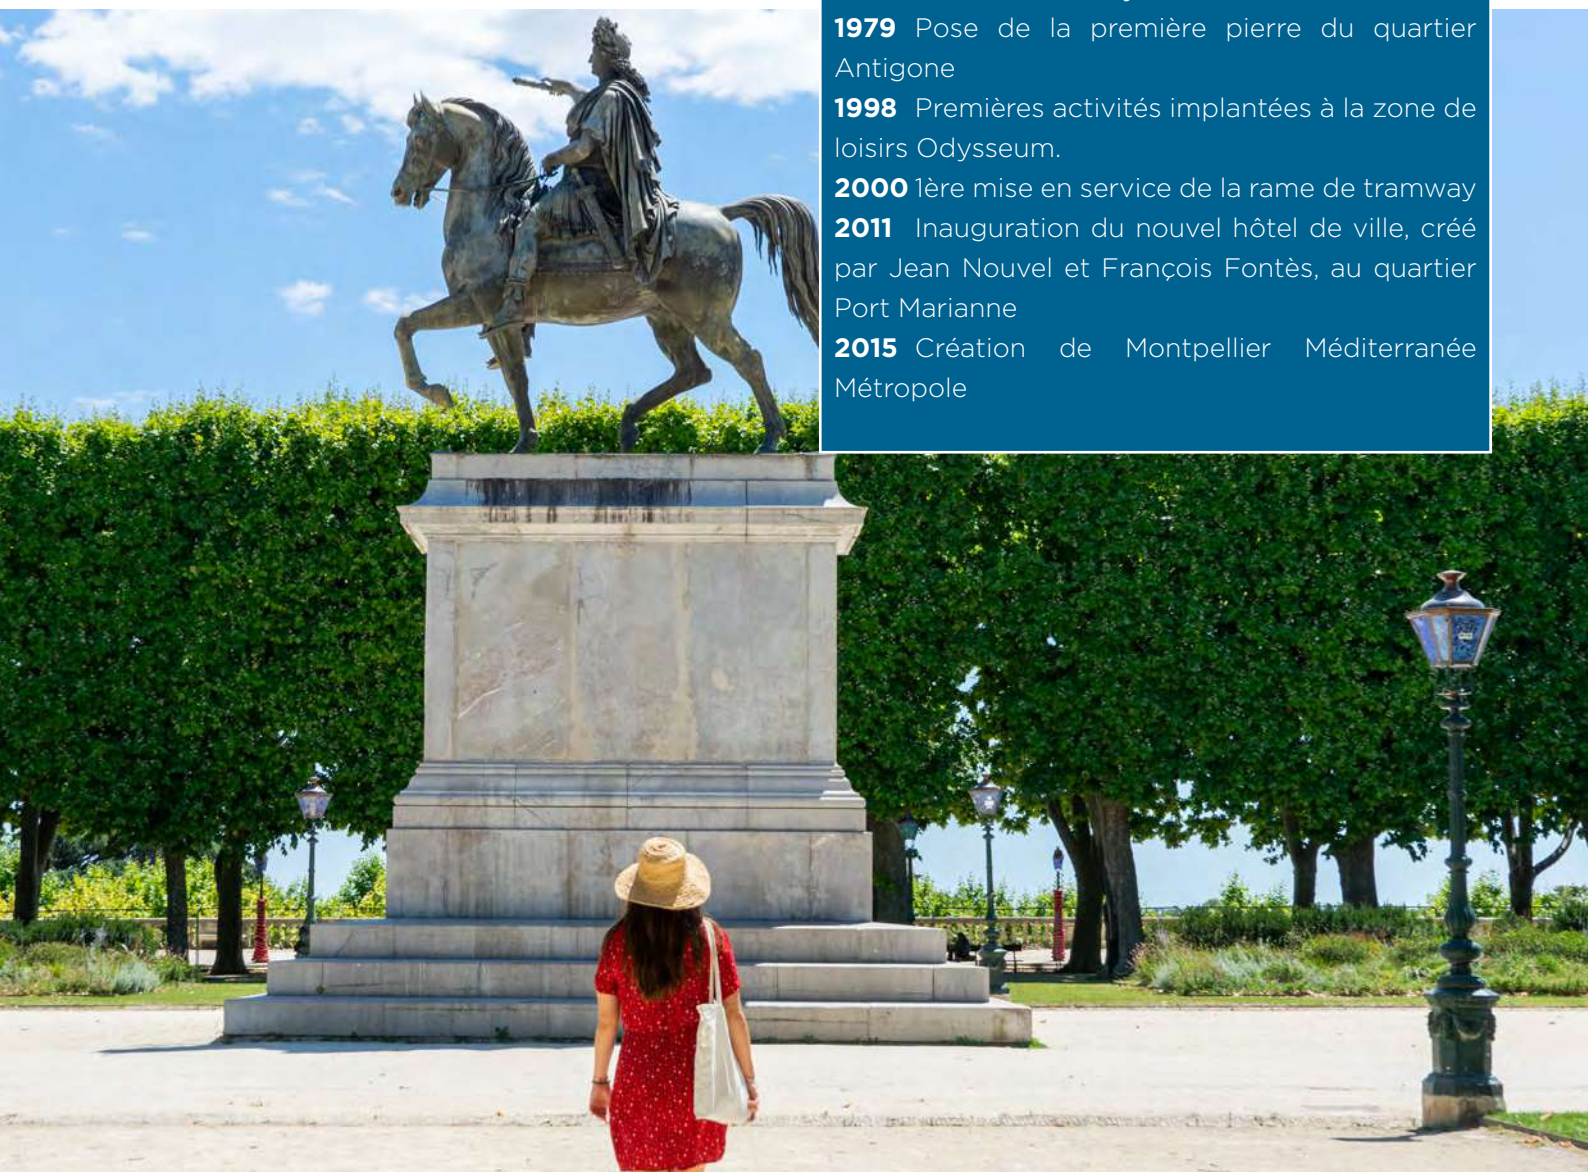 1979 Pose de la première pierre du quartier
Antigone
1998 Premières activités implantées à la zone de
loisirs Odysseum.
2000 1ère mise en service de la rame de tramway
2011 Inauguration du nouvel hôtel de ville, créé
par Jean Nouvel et François Fontès, au quartier
Port Marianne
2015 Création de Montpellier Méditerranée
Métropole